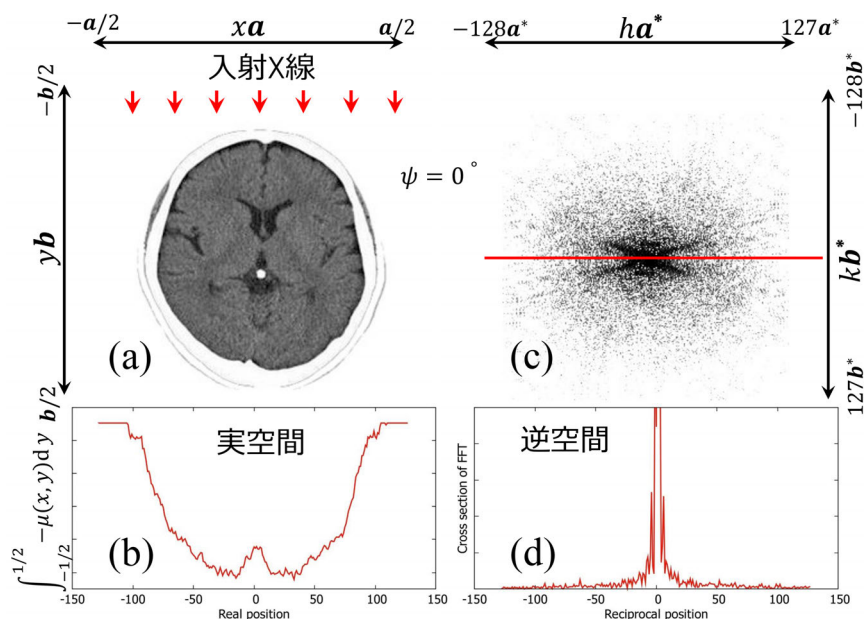 −a/2 xa a/2
入射X線
−b/2
yb
b/2
(a)
ψ = 0°
−128a* ha* 127a*
−128b*
kb*
127b*
(c)
∫_{-1/2}^{1/2} −μ(x, y)d y
実空間
(b)
-150 -100 -50 0 50 100 150
Real position
Cross section of FFT
逆空間
(d)
-150 -100 -50 0 50 100 150
Reciprocal position